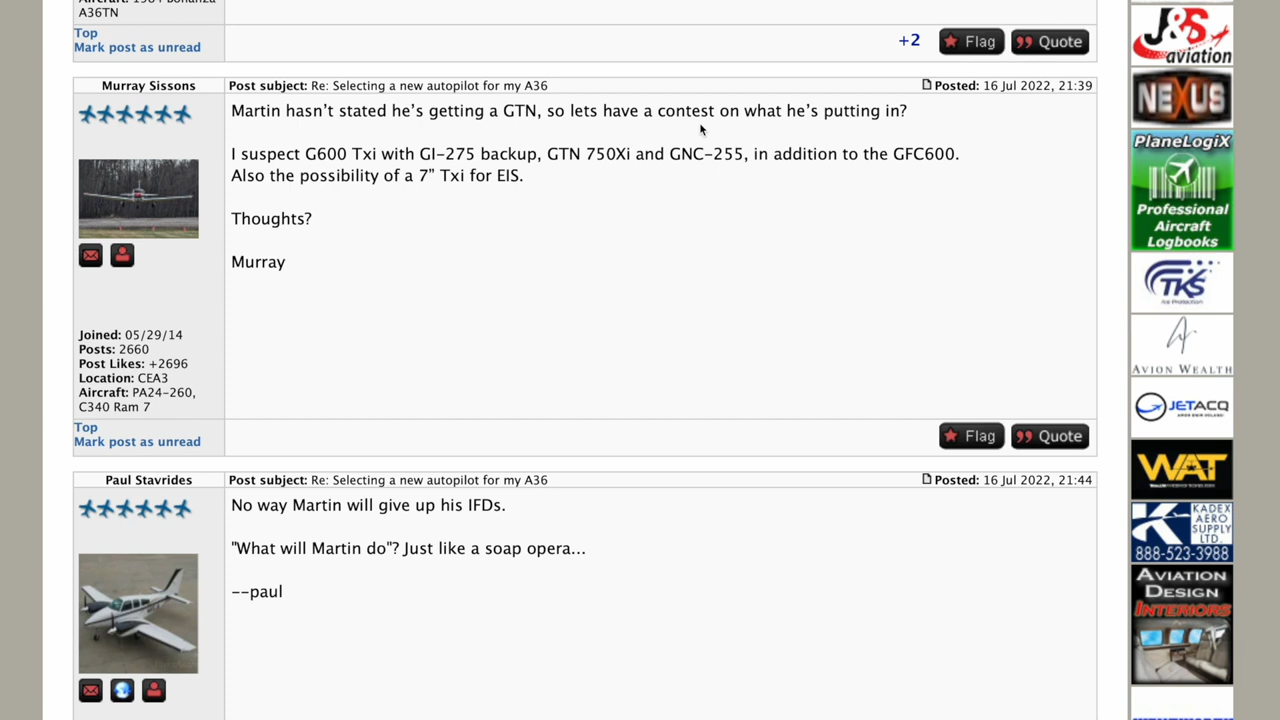 Aircraft: 1984 Bonanza
A36TN
Top
Mark post as unread
+2
Flag
Quote
Murray Sissons
Post subject: Re: Selecting a new autopilot for my A36
Posted: 16 Jul 2022, 21:39
Martin hasn’t stated he’s getting a GTN, so lets have a contest on what he’s putting in?
I suspect G600 Txi with GI-275 backup, GTN 750Xi and GNC-255, in addition to the GFC600.
Also the possibility of a 7” Txi for EIS.
Thoughts?
Murray
Joined: 05/29/14
Posts: 2660
Post Likes: +2696
Location: CEA3
Aircraft: PA24-260,
C340 Ram 7
Top
Mark post as unread
Flag
Quote
Paul Stavrides
Post subject: Re: Selecting a new autopilot for my A36
Posted: 16 Jul 2022, 21:44
No way Martin will give up his IFDs.
"What will Martin do"? Just like a soap opera...
--paul
J&S
aviation
NEXUS
PLANELOGIX
Professional
Aircraft
Logbooks
TKS
AVION WEALTH
JETACQ
WAT
KADEX
AERO
SUPPLY
LTD.
888-523-3988
AVIATION
DESIGN
INTERIORS